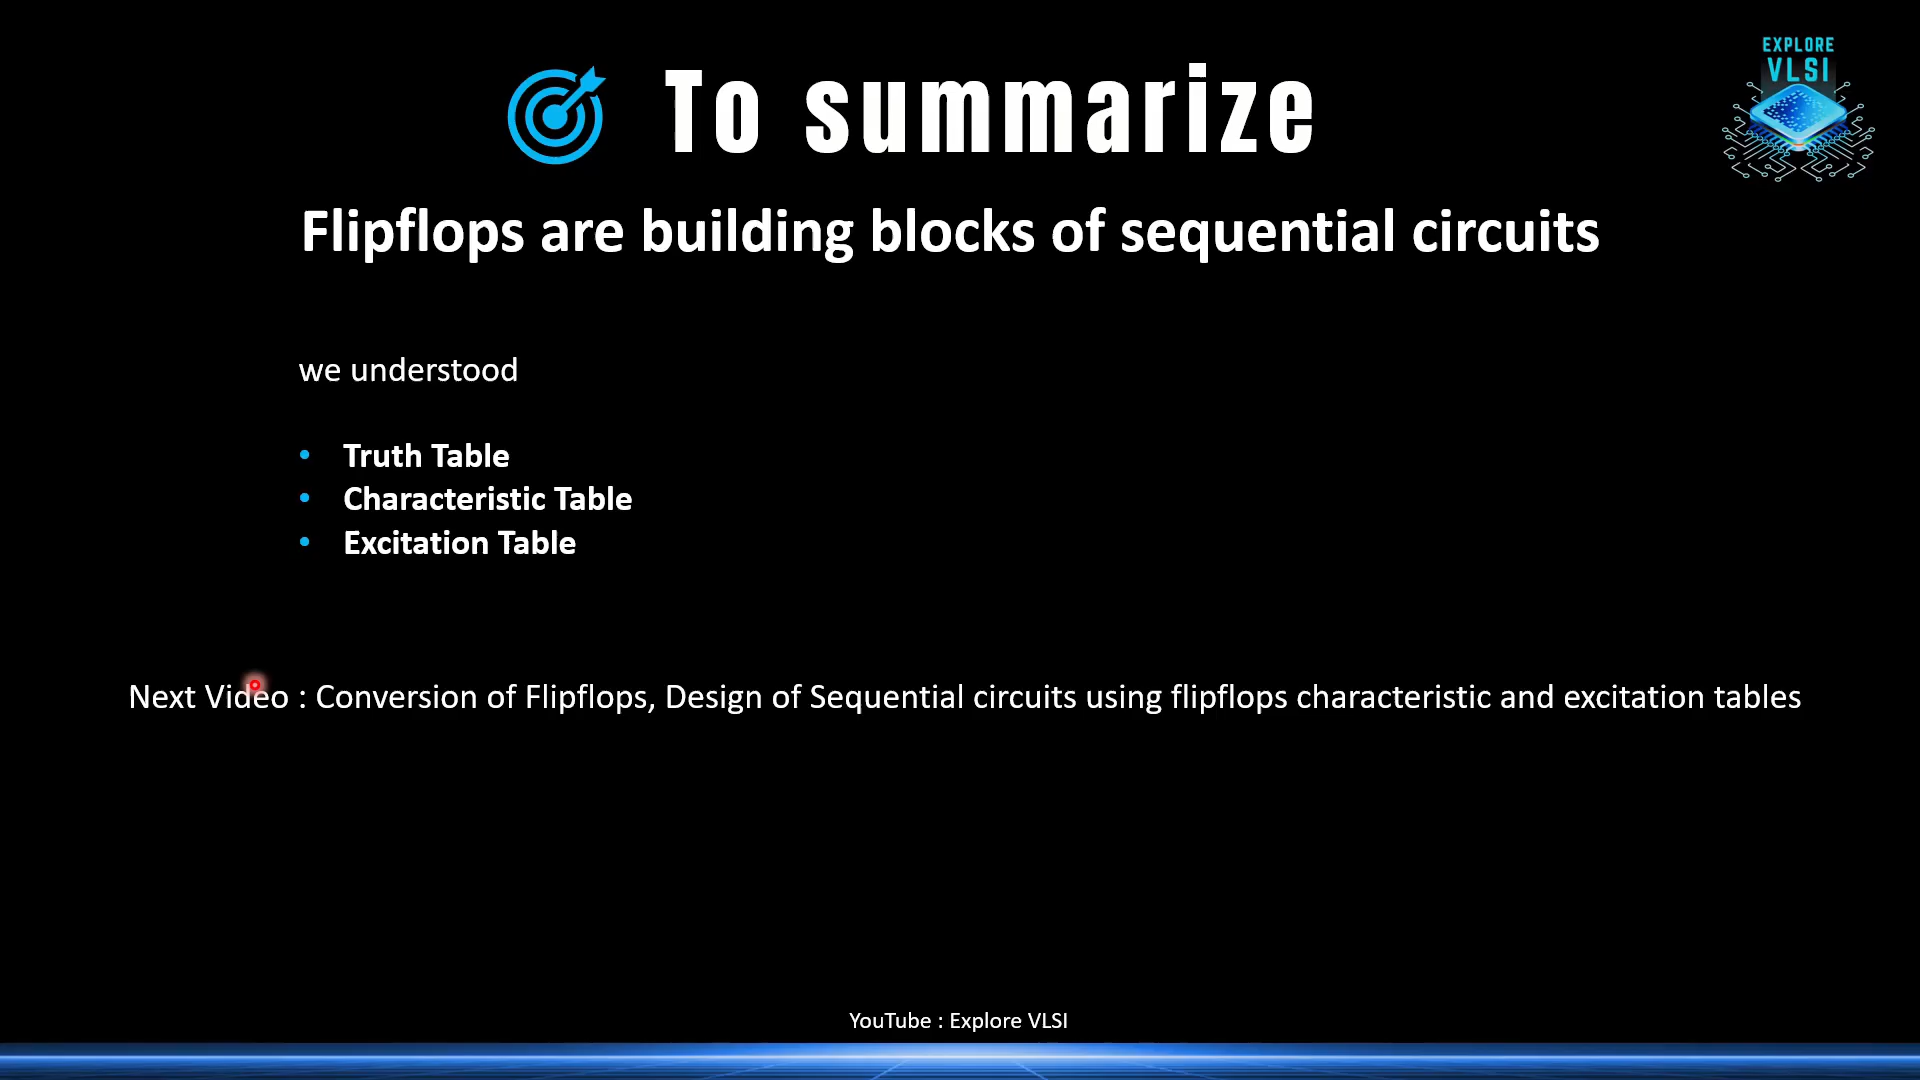 EXPLORE
VLSI
To summarize
Flipflops are building blocks of sequential circuits
we understood
• Truth Table
• Characteristic Table
• Excitation Table
Next Video : Conversion of Flipflops, Design of Sequential circuits using flipflops characteristic and excitation tables
YouTube : Explore VLSI